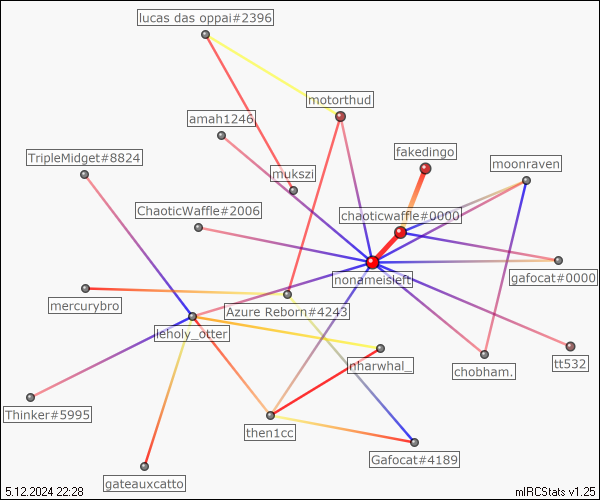 lucas das oppai#2396
motorthud
amah1246
fakedingo
TripleMidget#8824
moonraven
mukszi
ChaoticWaffle#2006
chaoticwaffle#0000
nonameisleft
gafocat#0000
mercurybro
Azure Reborn#4243
leholy_otter
nharwhal_
tt532
chobham.
Thinker#5995
then1cc
Gafocat#4189
gateauxcatto
5.12.2024 22:28
mIRCStats v1.25